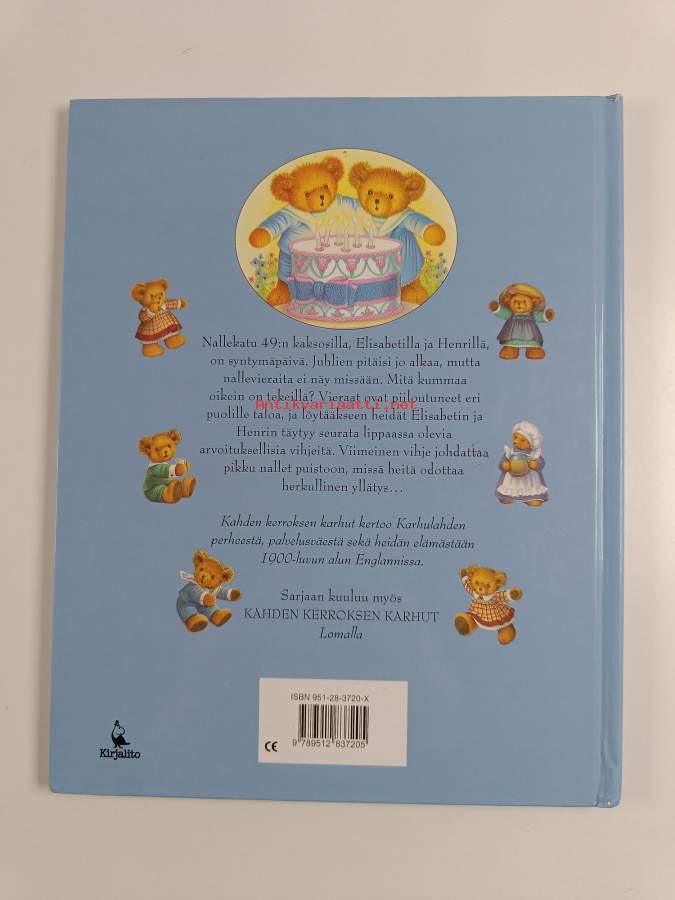 Nallekatu 49:n kaksosilla, Elisabetilla ja Henrillä,
on syntymäpäivä. Juhlien pitäisi jo alkaa, mutta
nallevieraita ei näy missään. Mitä kummaa
oikein on tekeillä? Vieraat ovat piiloutuneet eri
Antikvariaatti.net
puolille taloa, ja löytääkseen heidät Elisabetin ja
Henrin täytyy seurata lippaassa olevia
arvoituksellisia vihjeitä. Viimeinen vihje johdattaa
pikku nallet puistoon, missä heitä odottaa
herkullinen yllätys…
Kahden kerroksen karhut kertoo Karhulahden
perheestä, palvelusväestä sekä heidän elämästään
1900-luvun alun Englannissa.
Sarjaan kuuluu myös
KAHDEN KERROKSEN KARHUT
Lomalla
ISBN 951-28-3720-X
9 789512 837205
CE
Kirjalito